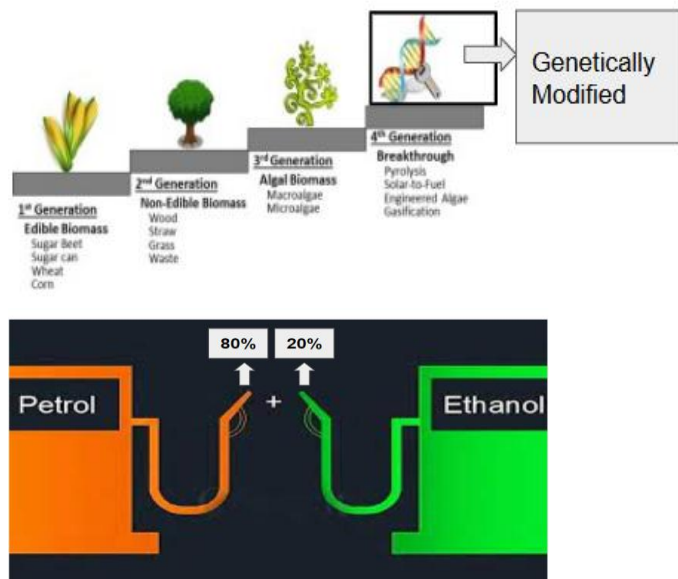 1st Generation
Edible Biomass
Sugar Beet
Sugar can
Wheat
Corn
2nd Generation
Non-Edible Biomass
Wood
Straw
Grass
Waste
3rd Generation
Algal Biomass
Macroalgae
Microalgae
4th Generation
Breakthrough
Pyrolysis
Solar-to-Fuel
Engineered Algae
Gasification
Genetically
Modified
80%
20%
Petrol
+
Ethanol